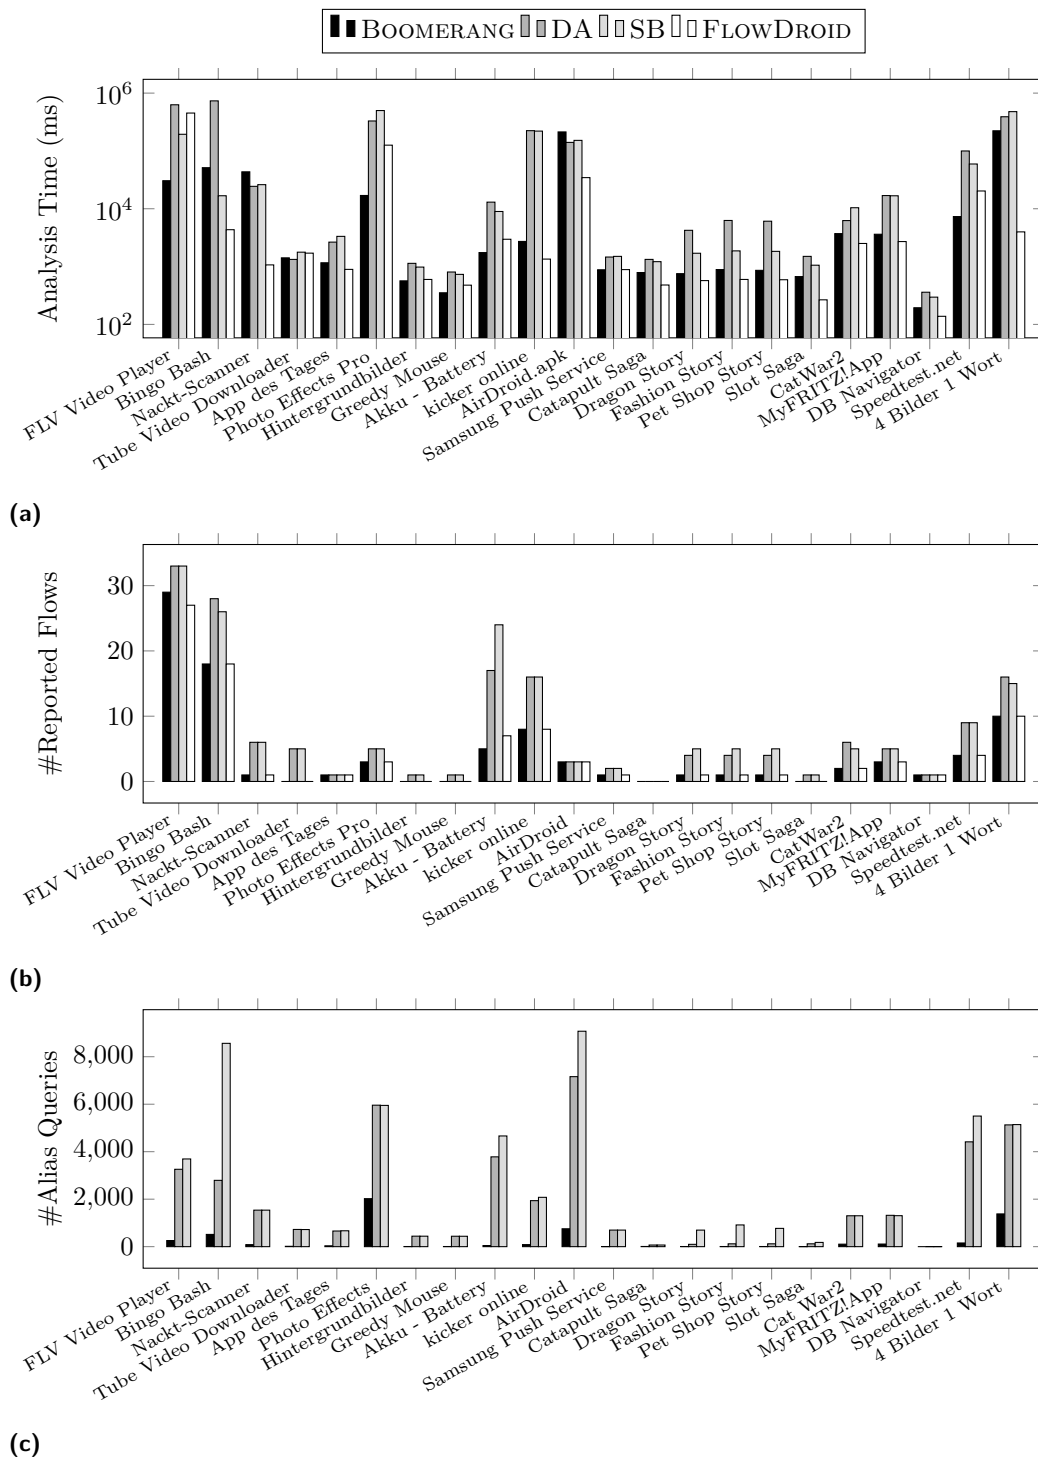 BOOMERANG DA SB FLOWDROID
Analysis Time (ms)
10^6
10^4
10^2
FLV Video Player
Bingo Bash
Nackt-Scanner
Tube Video Downloader
App des Tages
Photo Effects Pro
Hintergrundbilder
Greedy Mouse
Akku - Battery
kicker online
AirDroid.apk
Samsung Push Service
Catapult Saga
Dragon Story
Fashion Story
Pet Shop Story
Slot Saga
CatWar2
MyFRITZ!App
DB Navigator
Speedtest.net
4 Bilder 1 Wort
(a)
#Reported Flows
30
20
10
0
FLV Video Player
Bingo Bash
Nackt-Scanner
Tube Video Downloader
App des Tages
Photo Effects Pro
Hintergrundbilder
Greedy Mouse
Akku - Battery
kicker online
AirDroid
Samsung Push Service
Catapult Saga
Dragon Story
Fashion Story
Pet Shop Story
Slot Saga
CatWar2
MyFRITZ!App
DB Navigator
Speedtest.net
4 Bilder 1 Wort
(b)
#Alias Queries
8,000
6,000
4,000
2,000
0
FLV Video Player
Bingo Bash
Nackt-Scanner
Tube Video Downloader
App des Tages
Photo Effects
Hintergrundbilder
Greedy Mouse
Akku - Battery
kicker online
AirDroid
Samsung Push Service
Catapult Saga
Dragon Story
Fashion Story
Pet Shop Story
Slot Saga
Cat War2
MyFRITZ!App
DB Navigator
Speedtest.net
4 Bilder 1 Wort
(c)